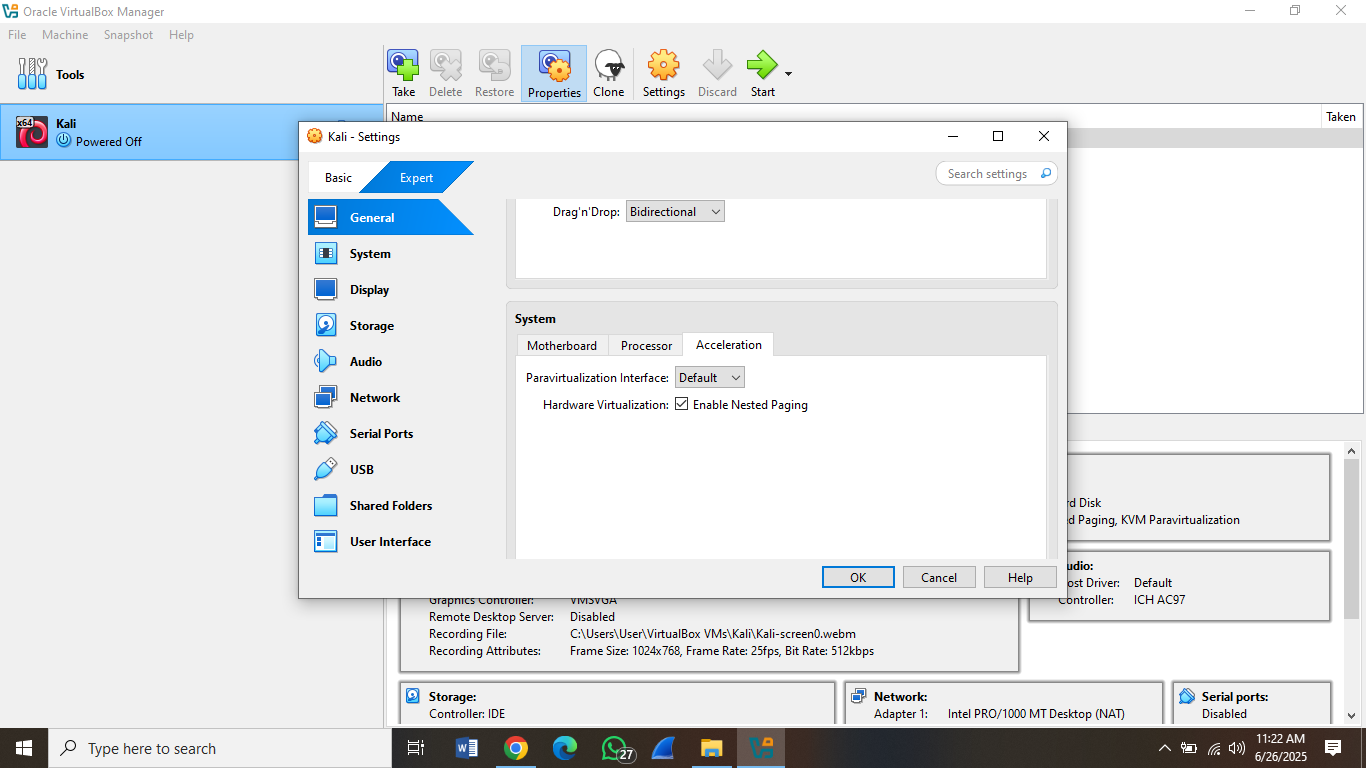 Oracle VirtualBox Manager
File Machine Snapshot Help
Tools
Take Delete Restore Properties Clone Settings Discard Start
Name Taken
x64
Kali
Powered Off
Kali - Settings
Basic Expert
Search settings
General
System
Display
Storage
Audio
Network
Serial Ports
USB
Shared Folders
User Interface
Drag'n'Drop: Bidirectional
System
Motherboard Processor Acceleration
Paravirtualization Interface: Default
Hardware Virtualization: Enable Nested Paging
OK Cancel Help
rd Disk
d Paging, KVM Paravirtualization
udio:
ost Driver: Default
Controller: ICH AC97
Graphics Controller: VMSVGA
Remote Desktop Server: Disabled
Recording File: C:\Users\User\VirtualBox VMs\Kali\Kali-screen0.webm
Recording Attributes: Frame Size: 1024x768, Frame Rate: 25fps, Bit Rate: 512kbps
Storage:
Controller: IDE
Network:
Adapter 1: Intel PRO/1000 MT Desktop (NAT)
Serial ports:
Disabled
Type here to search
27
11:22 AM
6/26/2025